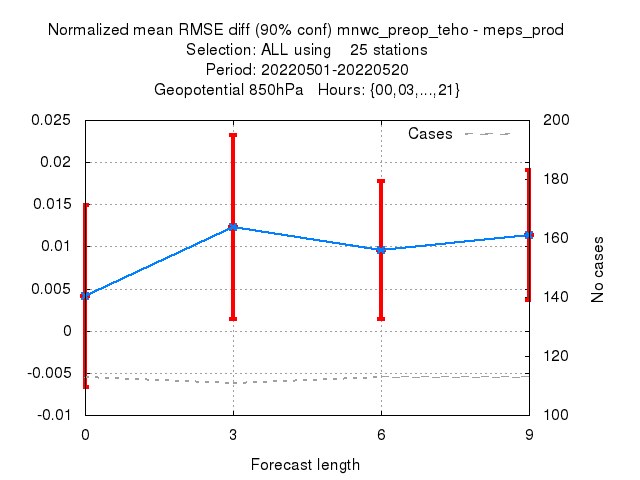 Normalized mean RMSE diff (90% conf) mnwc_preop_teho - meps_prod
Selection: ALL using    25 stations
Period: 20220501-20220520
Geopotential 850hPa   Hours: {00,03,...,21}
Cases
0.025
0.02
0.015
0.01
0.005
0
-0.005
-0.01
200
180
160
140
120
100
No cases
0
3
6
9
Forecast length